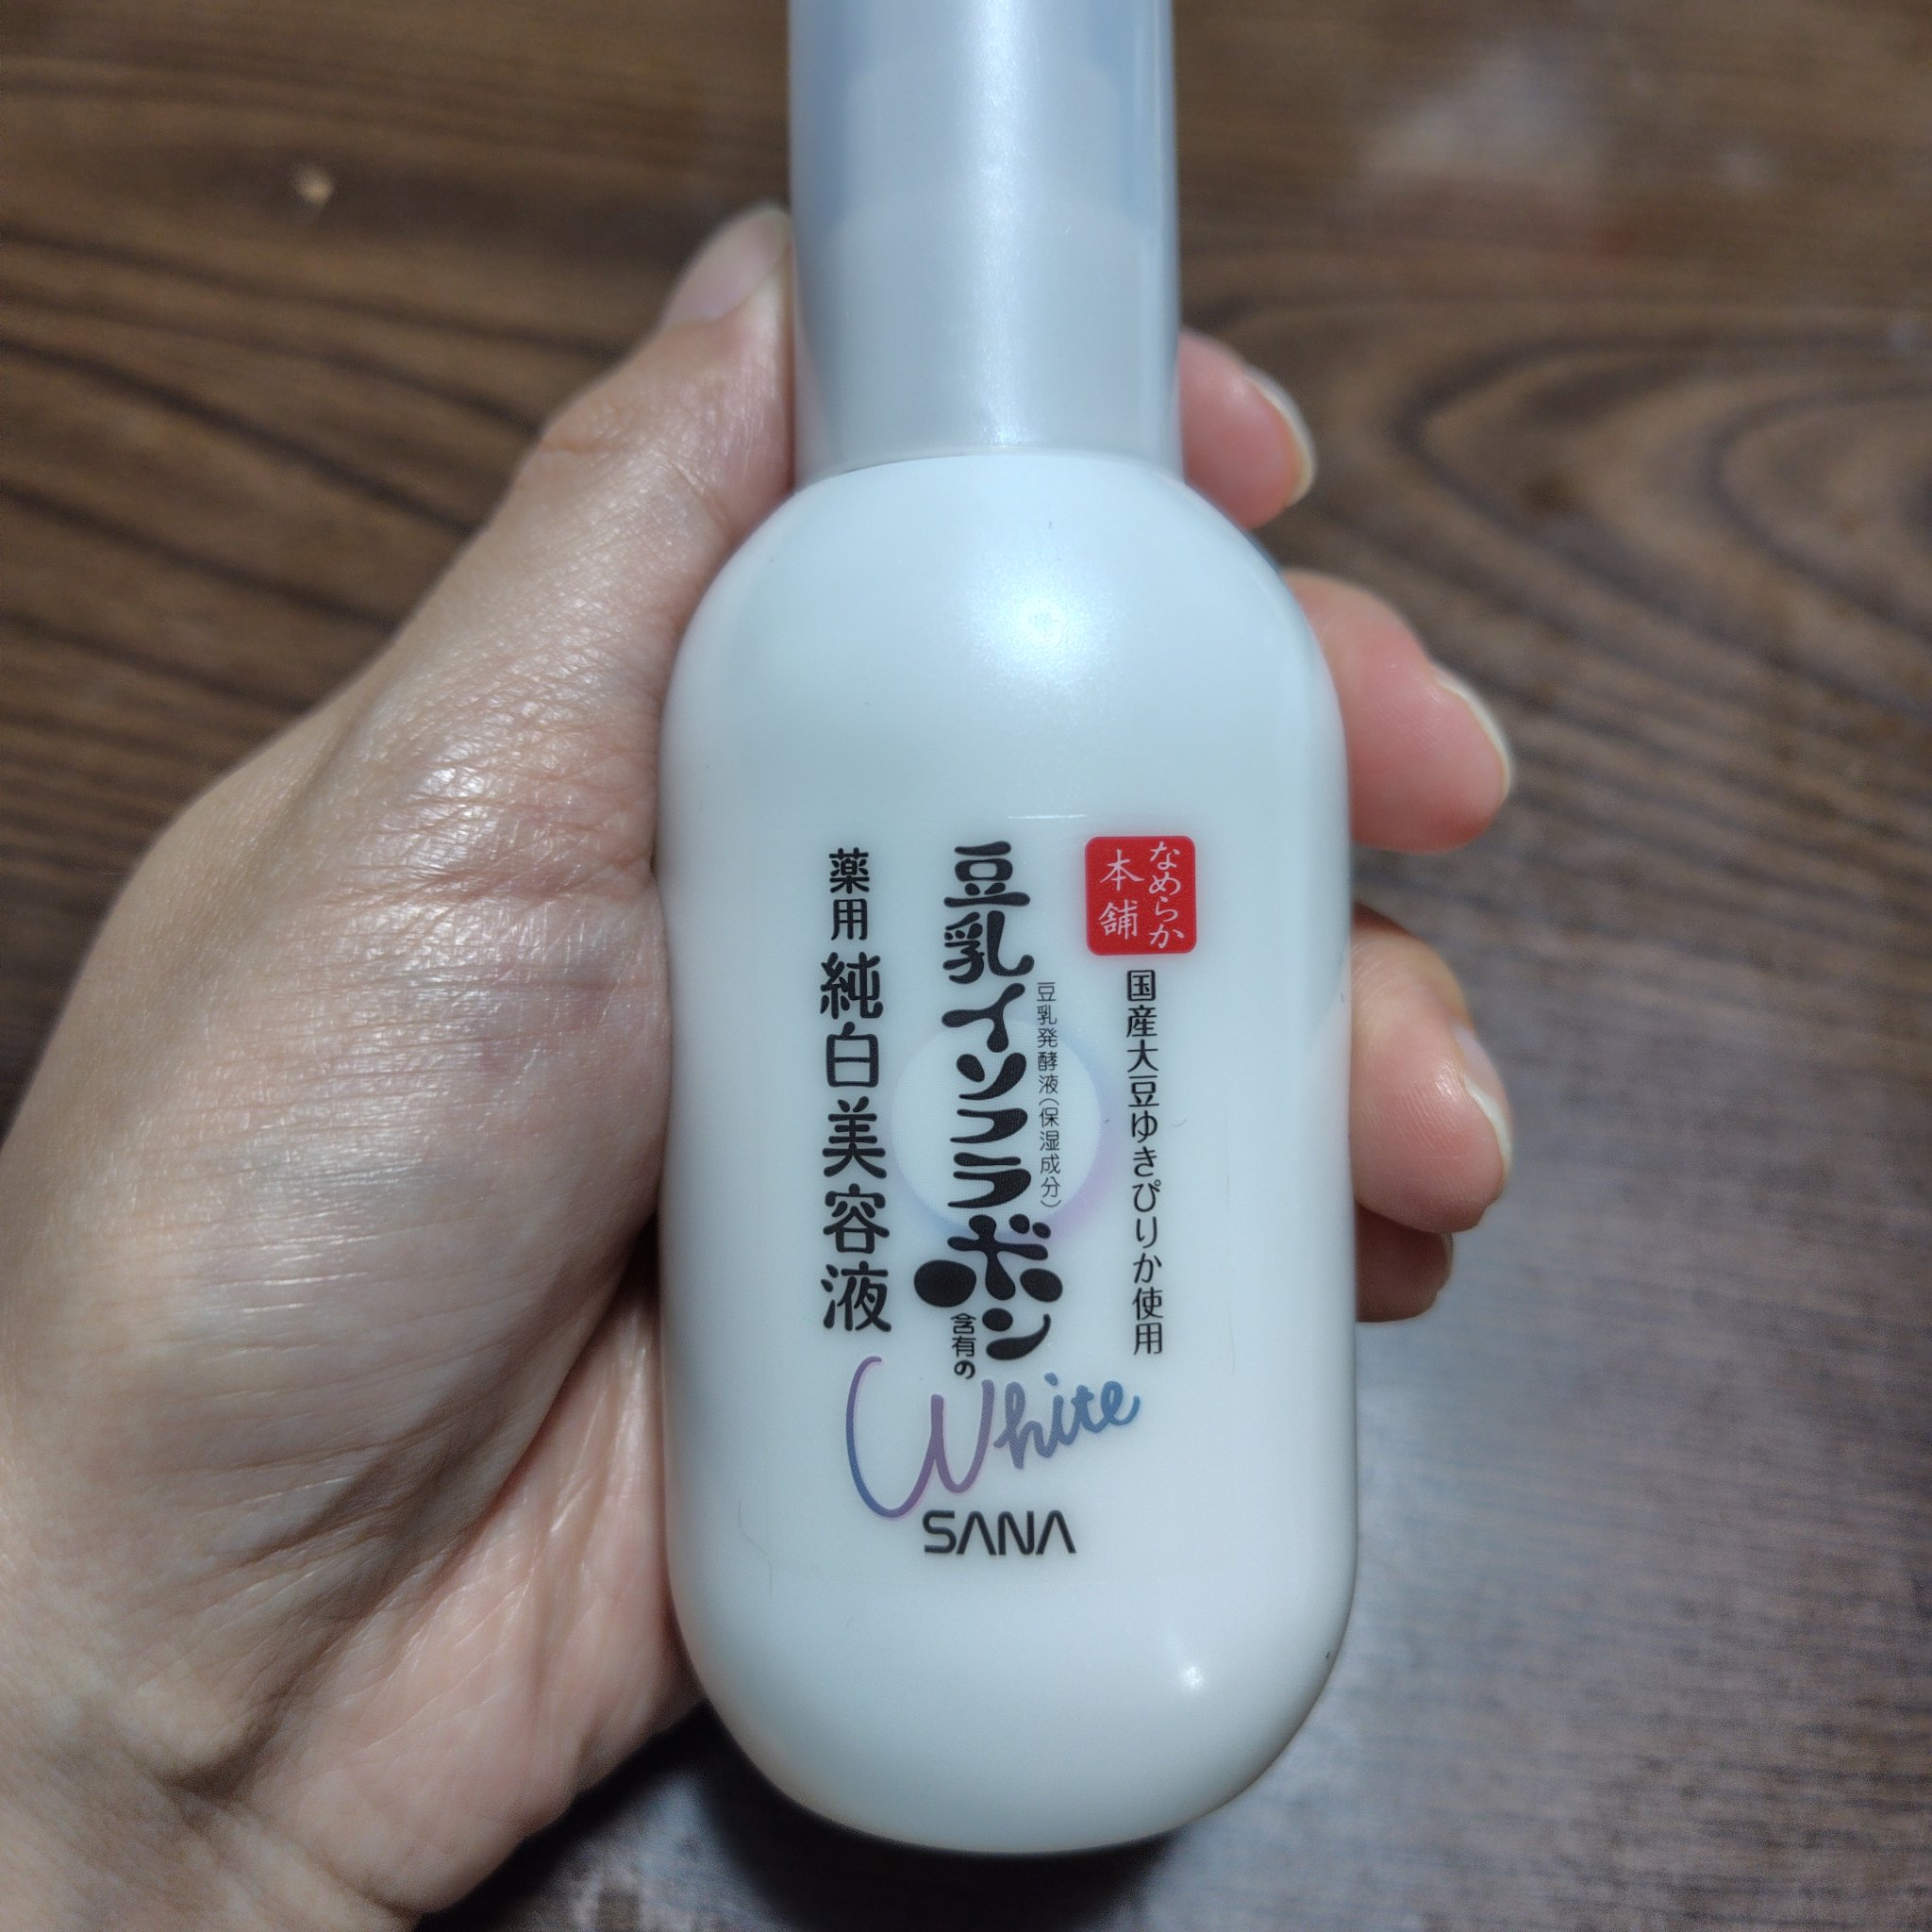 なめらか
本舗
国産大豆ゆきぴりか使用
豆乳発酵液（保湿成分）
豆乳イソフラボン
含有の
薬用純白美容液
White
SANA